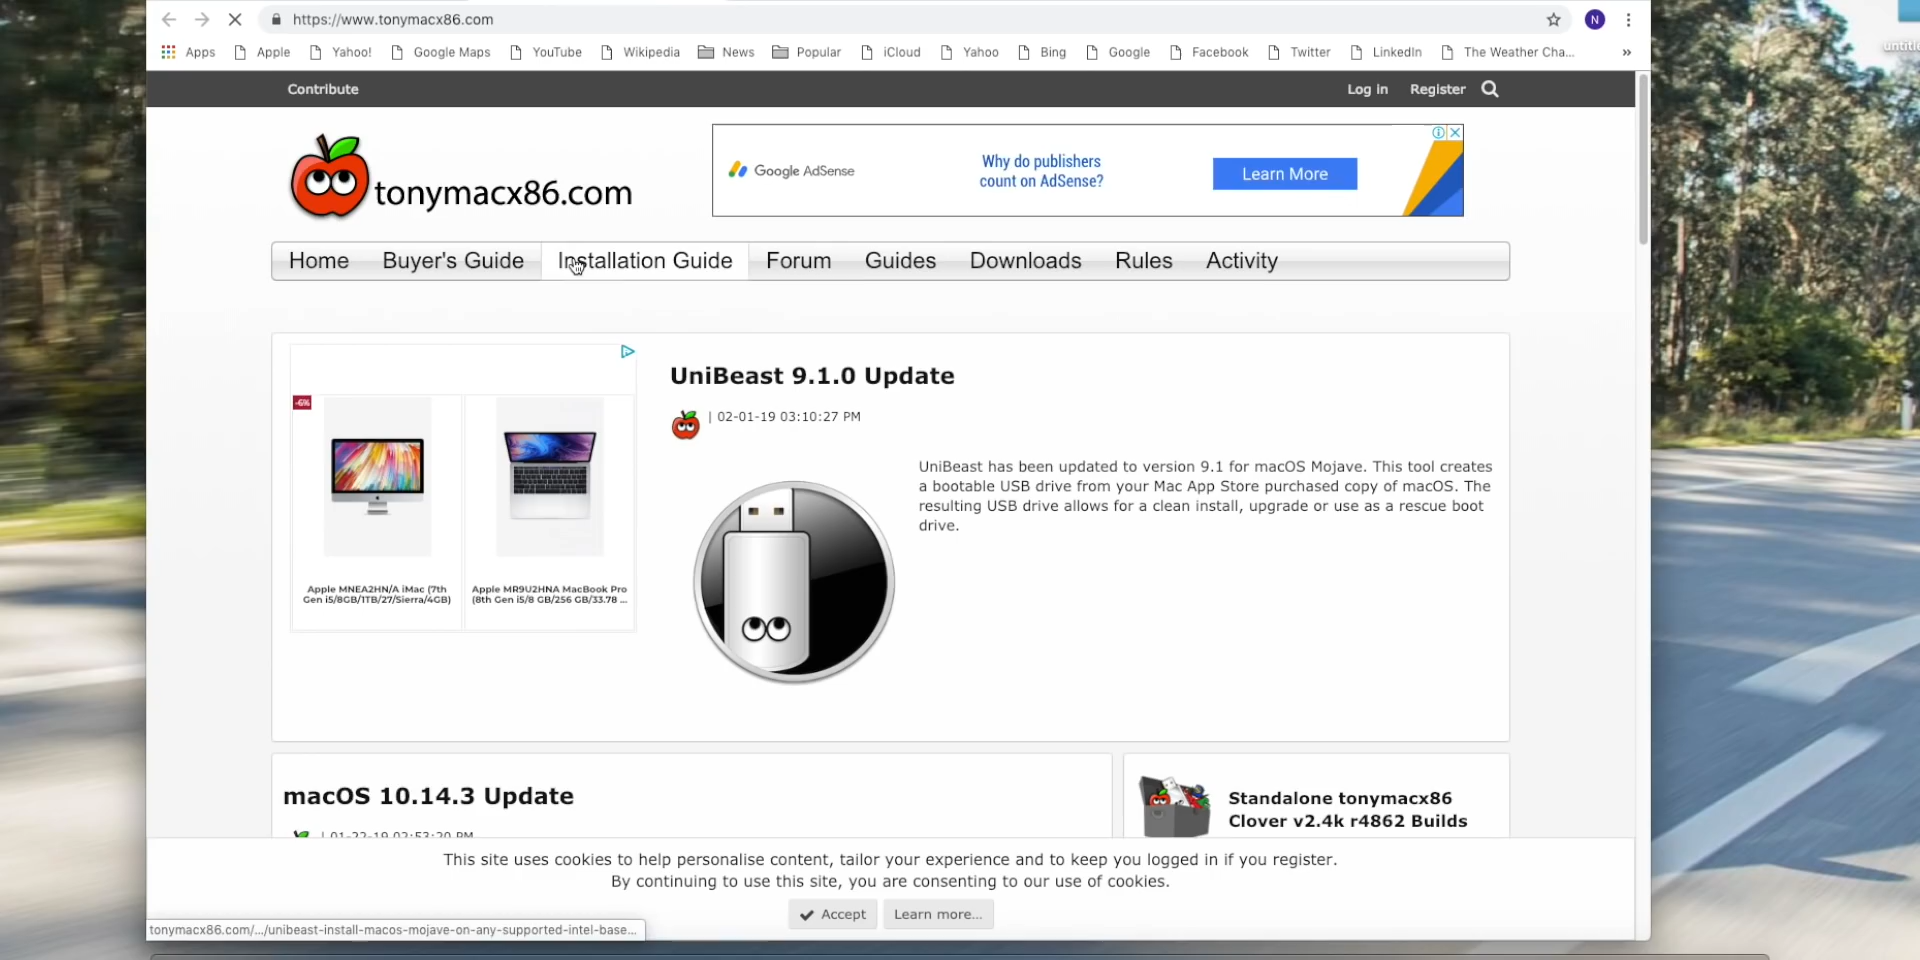 https://www.tonymacx86.com
N
Apps Apple Yahoo! Google Maps YouTube Wikipedia News Popular iCloud Yahoo Bing Google Facebook Twitter LinkedIn The Weather Cha... »
Contribute
Log in Register
tonymacx86.com
Google AdSense
Why do publishers
count on AdSense?
Learn More
Home Buyer's Guide Installation Guide Forum Guides Downloads Rules Activity
-6%
Apple MNEA2HN/A iMac (7th
Gen i5/8GB/1TB/27/Sierra/4GB)
Apple MR9U2HNA MacBook Pro
(8th Gen i5/8 GB/256 GB/33.78 ...
UniBeast 9.1.0 Update
| 02-01-19 03:10:27 PM
UniBeast has been updated to version 9.1 for macOS Mojave. This tool creates
a bootable USB drive from your Mac App Store purchased copy of macOS. The
resulting USB drive allows for a clean install, upgrade or use as a rescue boot
drive.
macOS 10.14.3 Update
| 01-22-19 02:53:20 PM
Standalone tonymacx86
Clover v2.4k r4862 Builds
This site uses cookies to help personalise content, tailor your experience and to keep you logged in if you register.
By continuing to use this site, you are consenting to our use of cookies.
Accept Learn more...
tonymacx86.com/.../unibeast-install-macos-mojave-on-any-supported-intel-base...